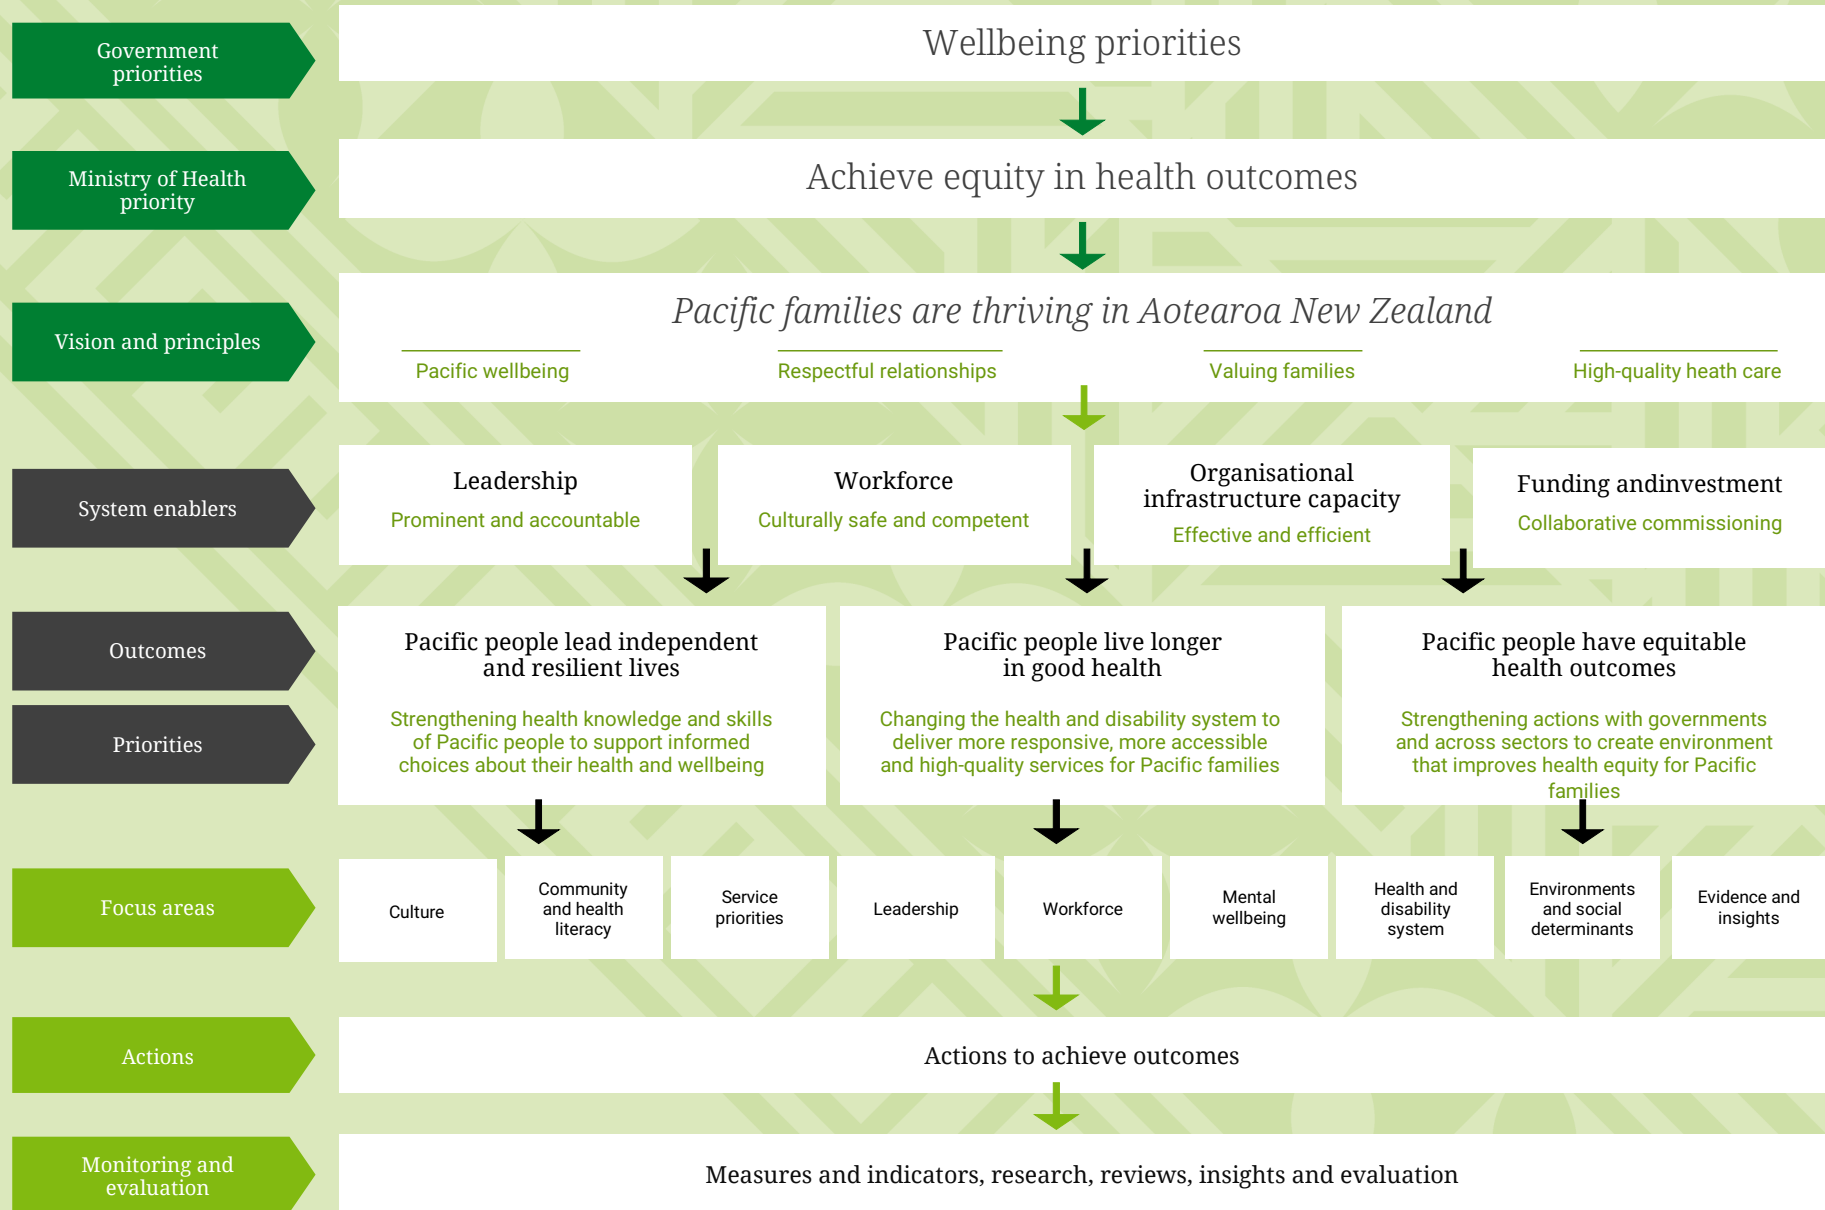 Government
priorities
Wellbeing priorities
Ministry of Health
priority
Achieve equity in health outcomes
Vision and principles
Pacific families are thriving in Aotearoa New Zealand
Pacific wellbeing
Respectful relationships
Valuing families
High-quality heath care
System enablers
Leadership
Prominent and accountable
Workforce
Culturally safe and competent
Organisational
infrastructure capacity
Effective and efficient
Funding andinvestment
Collaborative commissioning
Outcomes
Priorities
Pacific people lead independent
and resilient lives
Strengthening health knowledge and skills
of Pacific people to support informed
choices about their health and wellbeing
Pacific people live longer
in good health
Changing the health and disability system to
deliver more responsive, more accessible
and high-quality services for Pacific families
Pacific people have equitable
health outcomes
Strengthening actions with governments
and across sectors to create environment
that improves health equity for Pacific
families
Focus areas
Culture
Community
and health
literacy
Service
priorities
Leadership
Workforce
Mental
wellbeing
Health and
disability
system
Environments
and social
determinants
Evidence and
insights
Actions
Actions to achieve outcomes
Monitoring and
evaluation
Measures and indicators, research, reviews, insights and evaluation